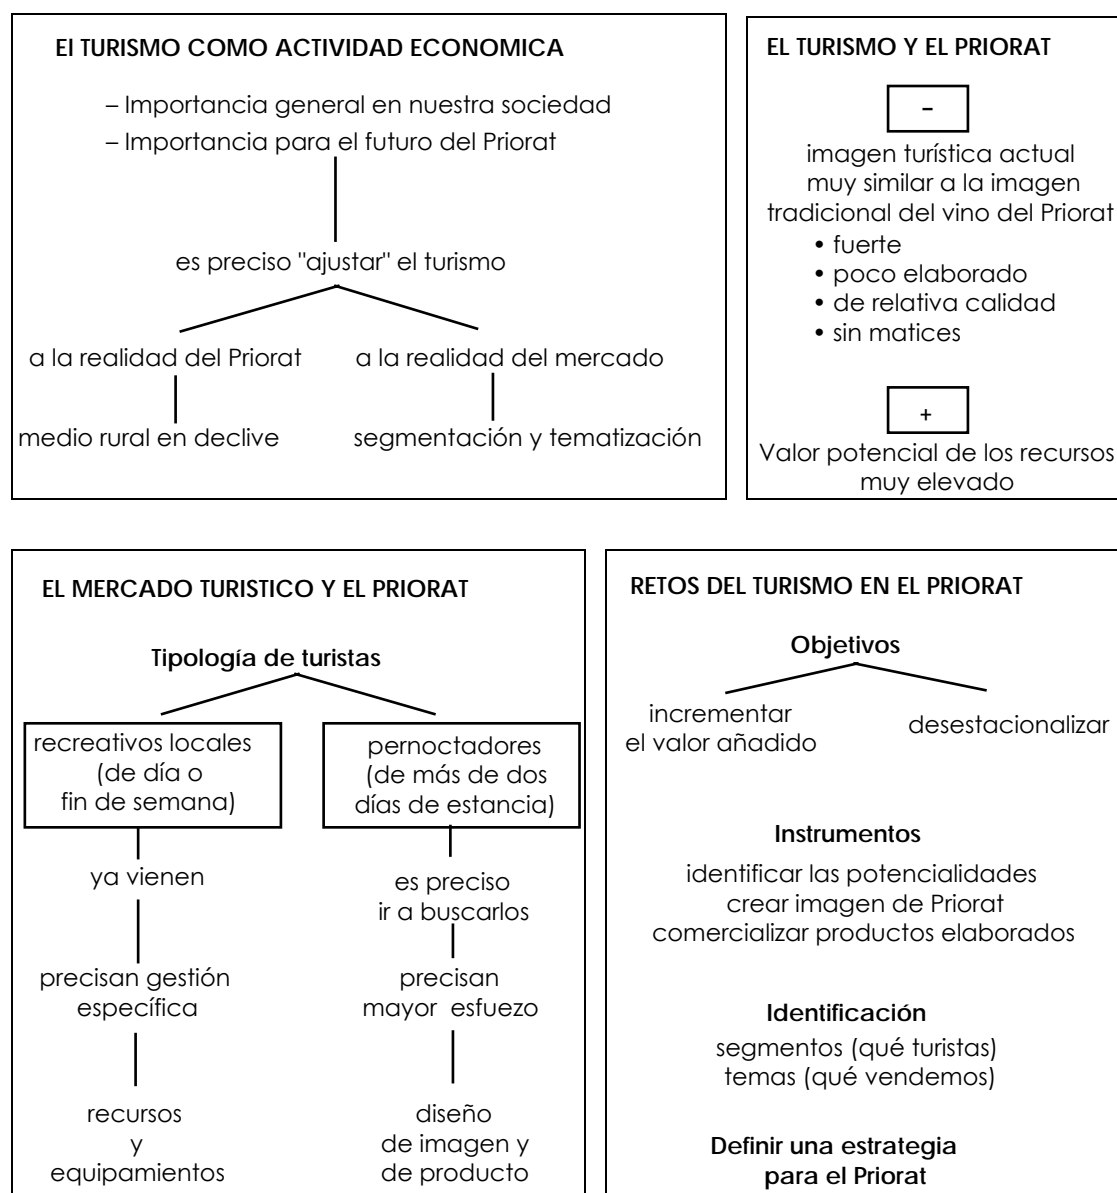 El TURISMO COMO ACTIVIDAD ECONOMICA
– Importancia general en nuestra sociedad
– Importancia para el futuro del Priorat
es preciso "ajustar" el turismo
a la realidad del Priorat
a la realidad del mercado
medio rural en declive
segmentación y tematización
EL TURISMO Y EL PRIORAT
–
imagen turística actual
muy similar a la imagen
tradicional del vino del Priorat
• fuerte
• poco elaborado
• de relativa calidad
• sin matices
+
Valor potencial de los recursos
muy elevado
EL MERCADO TURISTICO Y EL PRIORAT
Tipología de turistas
recreativos locales
(de día o
fin de semana)
ya vienen
precisan gestión
específica
recursos
y
equipamientos
pernoctadores
(de más de dos
días de estancia)
es preciso
ir a buscarlos
precisan
mayor esfuezo
diseño
de imagen y
de producto
RETOS DEL TURISMO EN EL PRIORAT
Objetivos
incrementar
el valor añadido
desestacionalizar
Instrumentos
identificar las potencialidades
crear imagen de Priorat
comercializar productos elaborados
Identificación
segmentos (qué turistas)
temas (qué vendemos)
Definir una estrategia
para el Priorat